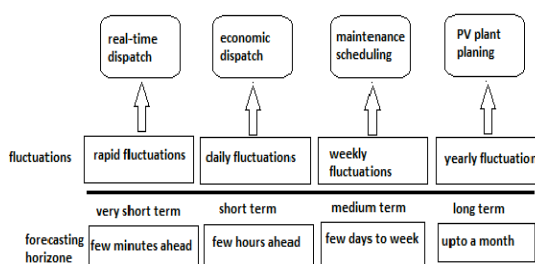 real-time
dispatch
economic
dispatch
maintenance
scheduling
PV plant
planing
fluctuations
rapid fluctuations
daily fluctuations
weekly
fluctuations
yearly fluctuation
very short term
short term
medium term
long term
forecasting
horizone
few minutes ahead
few hours ahead
few days to week
upto a month